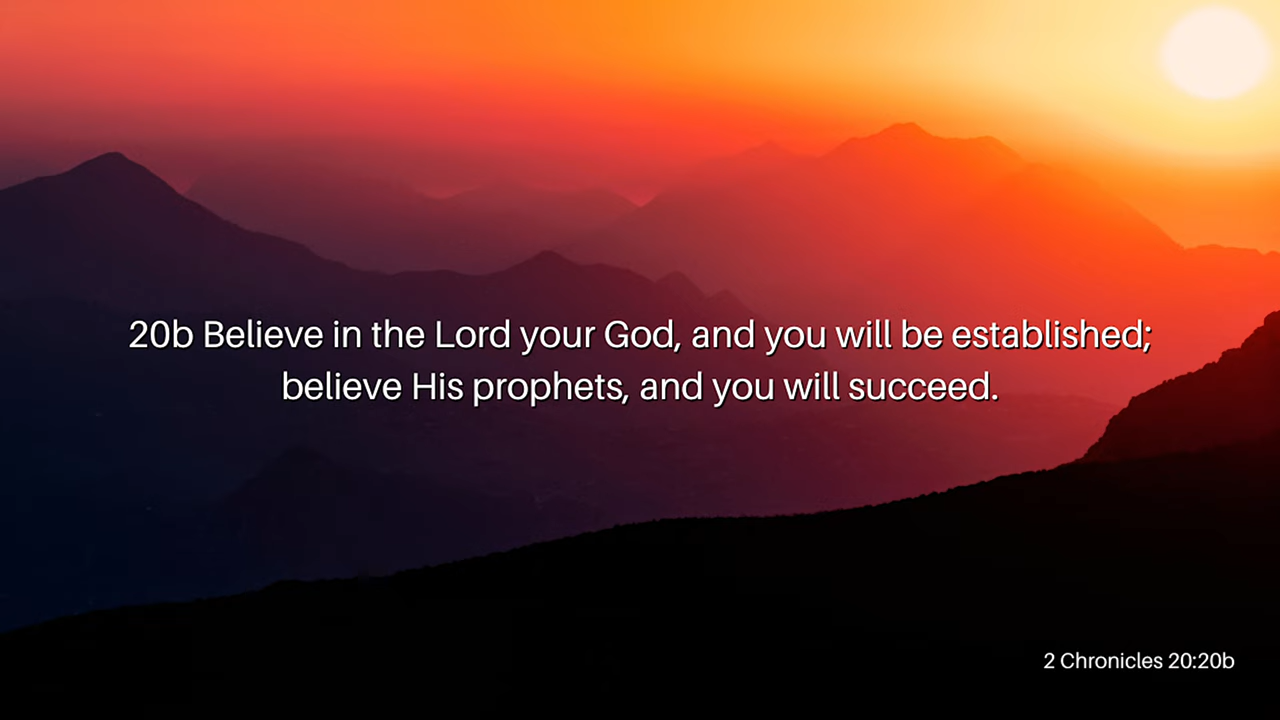 20b Believe in the Lord your God, and you will be established;
believe His prophets, and you will succeed.
2 Chronicles 20:20b